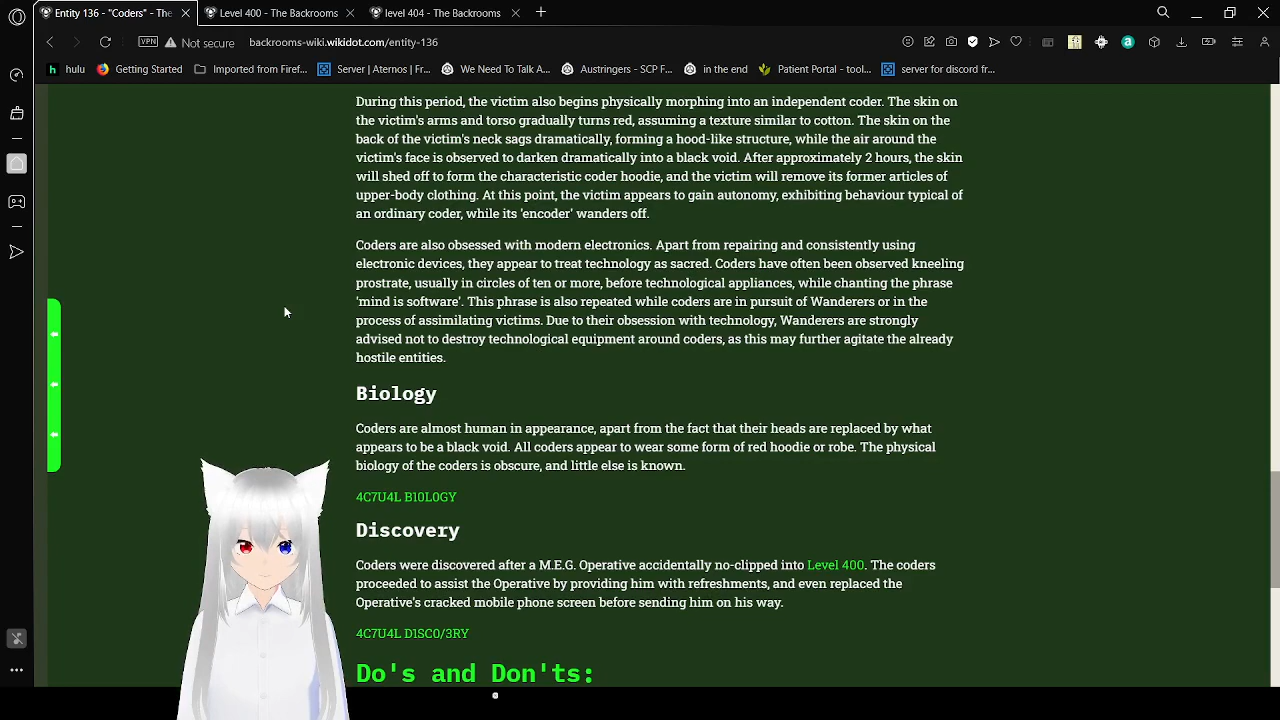 Entity 136 - "Coders" - The
Level 400 - The Backrooms
level 404 - The Backrooms
VPN
Not secure
backrooms-wiki.wikidot.com/entity-136
hulu
Getting Started
Imported from Firef...
Server | Aternos | Fr...
We Need To Talk A...
Austringers - SCP F...
in the end
Patient Portal - tool...
server for discord fr...
During this period, the victim also begins physically morphing into an independent coder. The skin on
the victim's arms and torso gradually turns red, assuming a texture similar to cotton. The skin on the
back of the victim's neck sags dramatically, forming a hood-like structure, while the air around the
victim's face is observed to darken dramatically into a black void. After approximately 2 hours, the skin
will shed off to form the characteristic coder hoodie, and the victim will remove its former articles of
upper-body clothing. At this point, the victim appears to gain autonomy, exhibiting behaviour typical of
an ordinary coder, while its 'encoder' wanders off.
Coders are also obsessed with modern electronics. Apart from repairing and consistently using
electronic devices, they appear to treat technology as sacred. Coders have often been observed kneeling
prostrate, usually in circles of ten or more, before technological appliances, while chanting the phrase
'mind is software'. This phrase is also repeated while coders are in pursuit of Wanderers or in the
process of assimilating victims. Due to their obsession with technology, Wanderers are strongly
advised not to destroy technological equipment around coders, as this may further agitate the already
hostile entities.
Biology
Coders are almost human in appearance, apart from the fact that their heads are replaced by what
appears to be a black void. All coders appear to wear some form of red hoodie or robe. The physical
biology of the coders is obscure, and little else is known.
4C7U4L B10L0GY
Discovery
Coders were discovered after a M.E.G. Operative accidentally no-clipped into Level 400. The coders
proceeded to assist the Operative by providing him with refreshments, and even replaced the
Operative's cracked mobile phone screen before sending him on his way.
4C7U4L D1SC0/3RY
Do's and Don'ts: